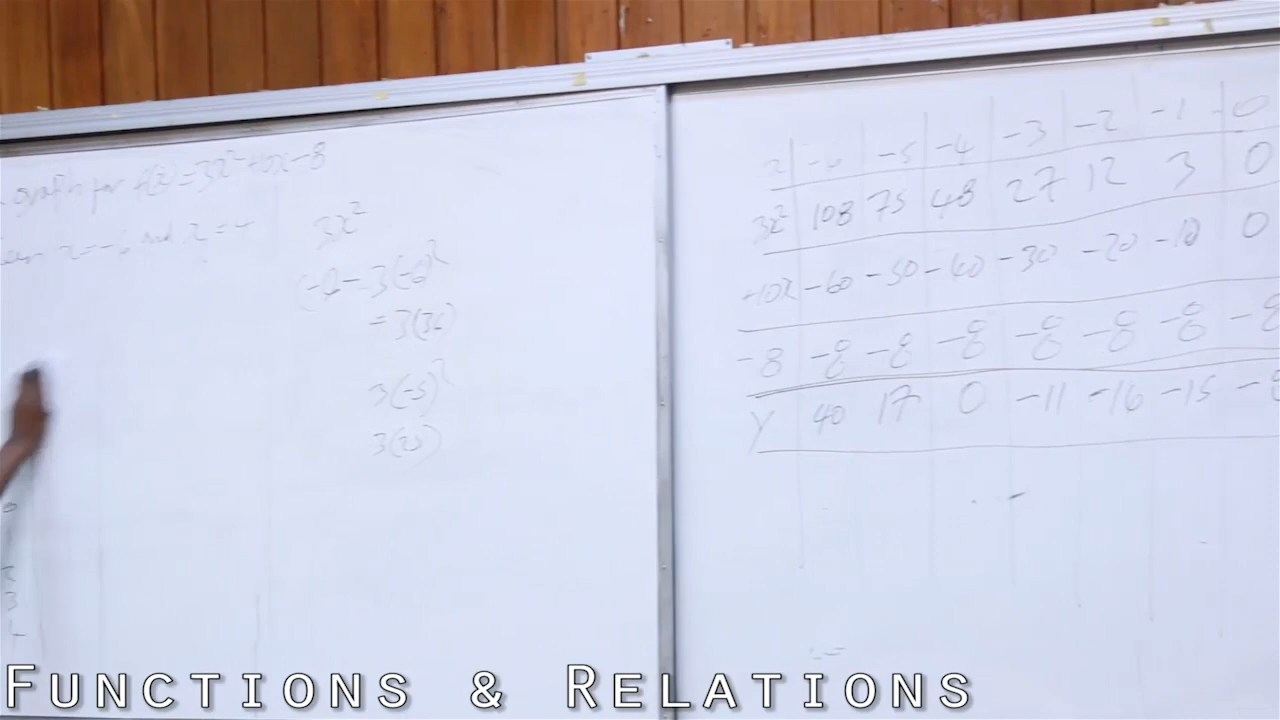 graph for f(x)=3x²+10x-8
x=-6 and x=4
3x²
3(-6)²
=3(36)
3(-5)²
3(25)
x -6 -5 -4 -3 -2 -1 0
3x² 108 75 48 27 12 3 0
+10x -60 -50 -40 -30 -20 -10 0
-8 -8 -8 -8 -8 -8 -8 -8
Y 40 17 0 -11 -16 -15 -8
FUNCTIONS & RELATIONS